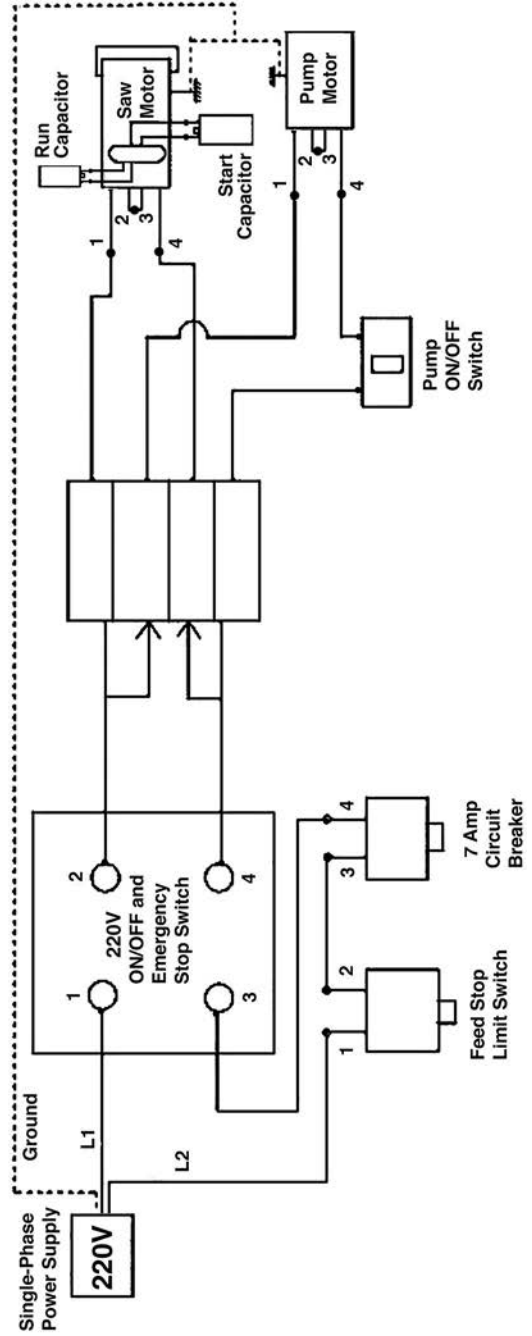 Single-Phase
Power Supply
220V
Ground
L1
L2
1
2
220V
ON/OFF and
Emergency
Stop Switch
3
4
1
2
Feed Stop
Limit Switch
3
4
7 Amp
Circuit
Breaker
Run
Capacitor
Saw
Motor
Start
Capacitor
1
2
3
4
Pump
Motor
1
2
3
4
Pump
ON/OFF
Switch